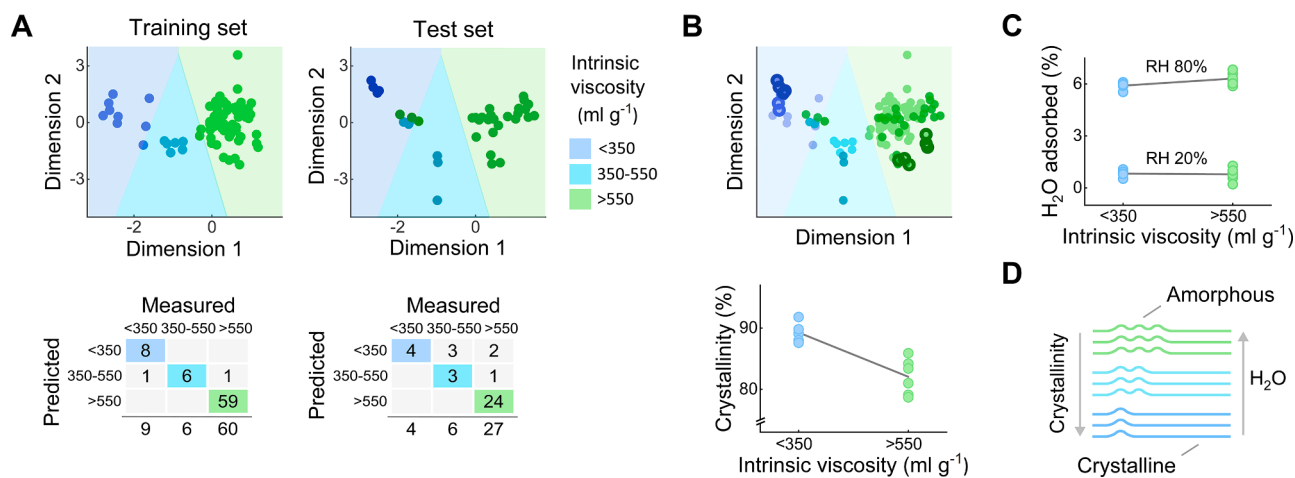 A
Training set
Test set
Dimension 2
3
0
-3
-2
0
Dimension 1
Dimension 2
3
0
-3
-2
0
Dimension 1
Intrinsic
viscosity
(ml g-1)
<350
350-550
>550
Measured
<350 350-550 >550
Predicted
<350 8
350-550 1 6 1
>550 59
9 6 60
Measured
<350 350-550 >550
Predicted
<350 4 3 2
350-550 3 1
>550 24
4 6 27
B
Dimension 2
Dimension 1
Crystallinity (%)
90
80
<350 >550
Intrinsic viscosity (ml g-1)
C
H2O adsorbed (%)
6
3
0
RH 80%
RH 20%
<350 >550
Intrinsic viscosity (ml g-1)
D
Amorphous
Crystallinity
H2O
Crystalline